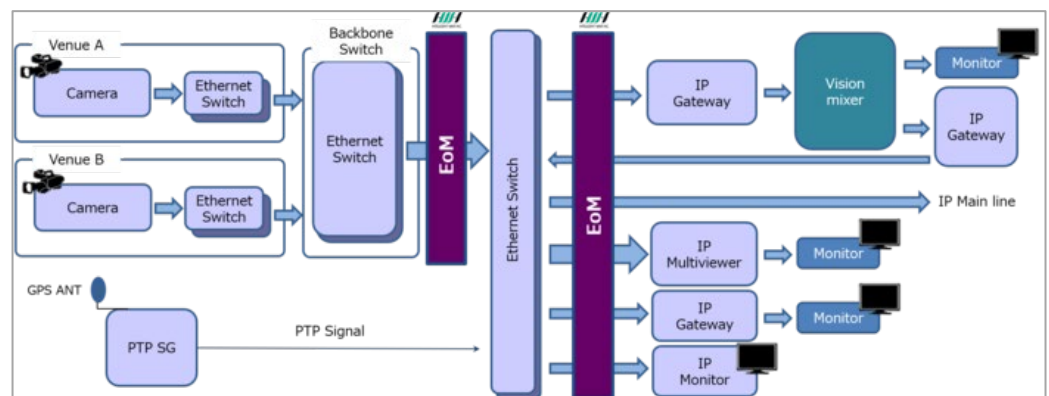 Venue A
Camera
Ethernet
Switch
Venue B
Camera
Ethernet
Switch
Backbone
Switch
Ethernet
Switch
EoM
Ethernet Switch
EoM
IP
Gateway
Vision
mixer
Monitor
IP
Gateway
IP Main line
IP
Multiviewer
Monitor
IP
Gateway
Monitor
IP
Monitor
GPS ANT
PTP SG
PTP Signal